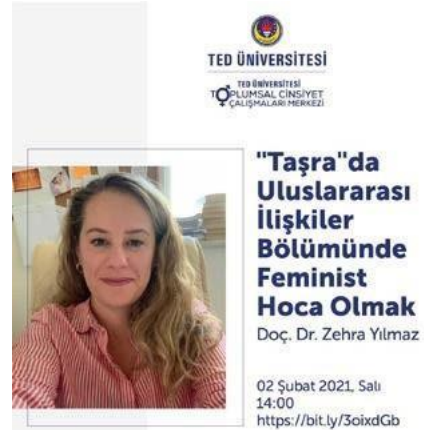 TED ÜNİVERSİTESİ
TED ÜNİVERSİTESİ
TOPLUMSAL CİNSİYET
ÇALIŞMALARI MERKEZİ
"Taşra"da
Uluslararası
İlişkiler
Bölümünde
Feminist
Hoca Olmak
Doç. Dr. Zehra Yılmaz
02 Şubat 2021, Salı
14:00
https://bit.ly/3oixdGb